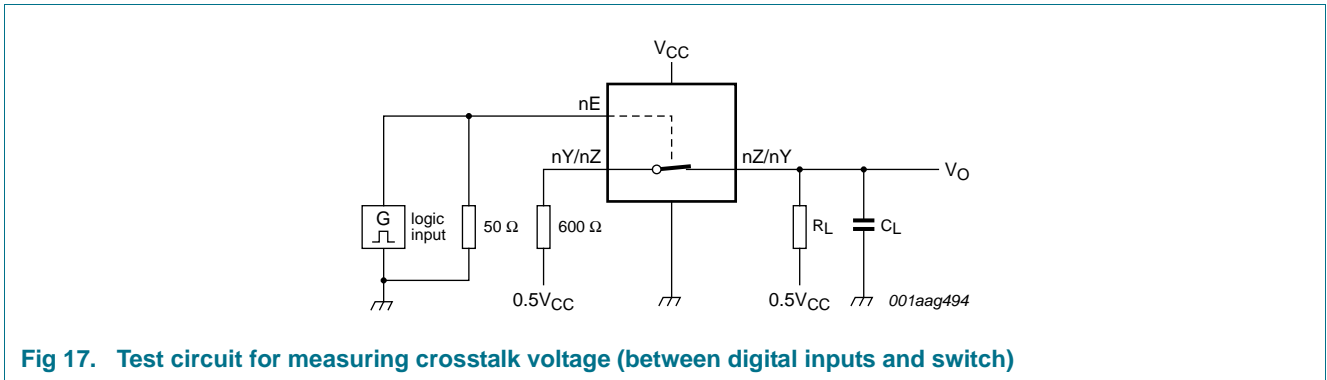 VCC
nE
nY/nZ
nZ/nY
VO
G
logic
input
50 Ω
600 Ω
RL
CL
0.5VCC
0.5VCC
001aag494
Fig 17. Test circuit for measuring crosstalk voltage (between digital inputs and switch)